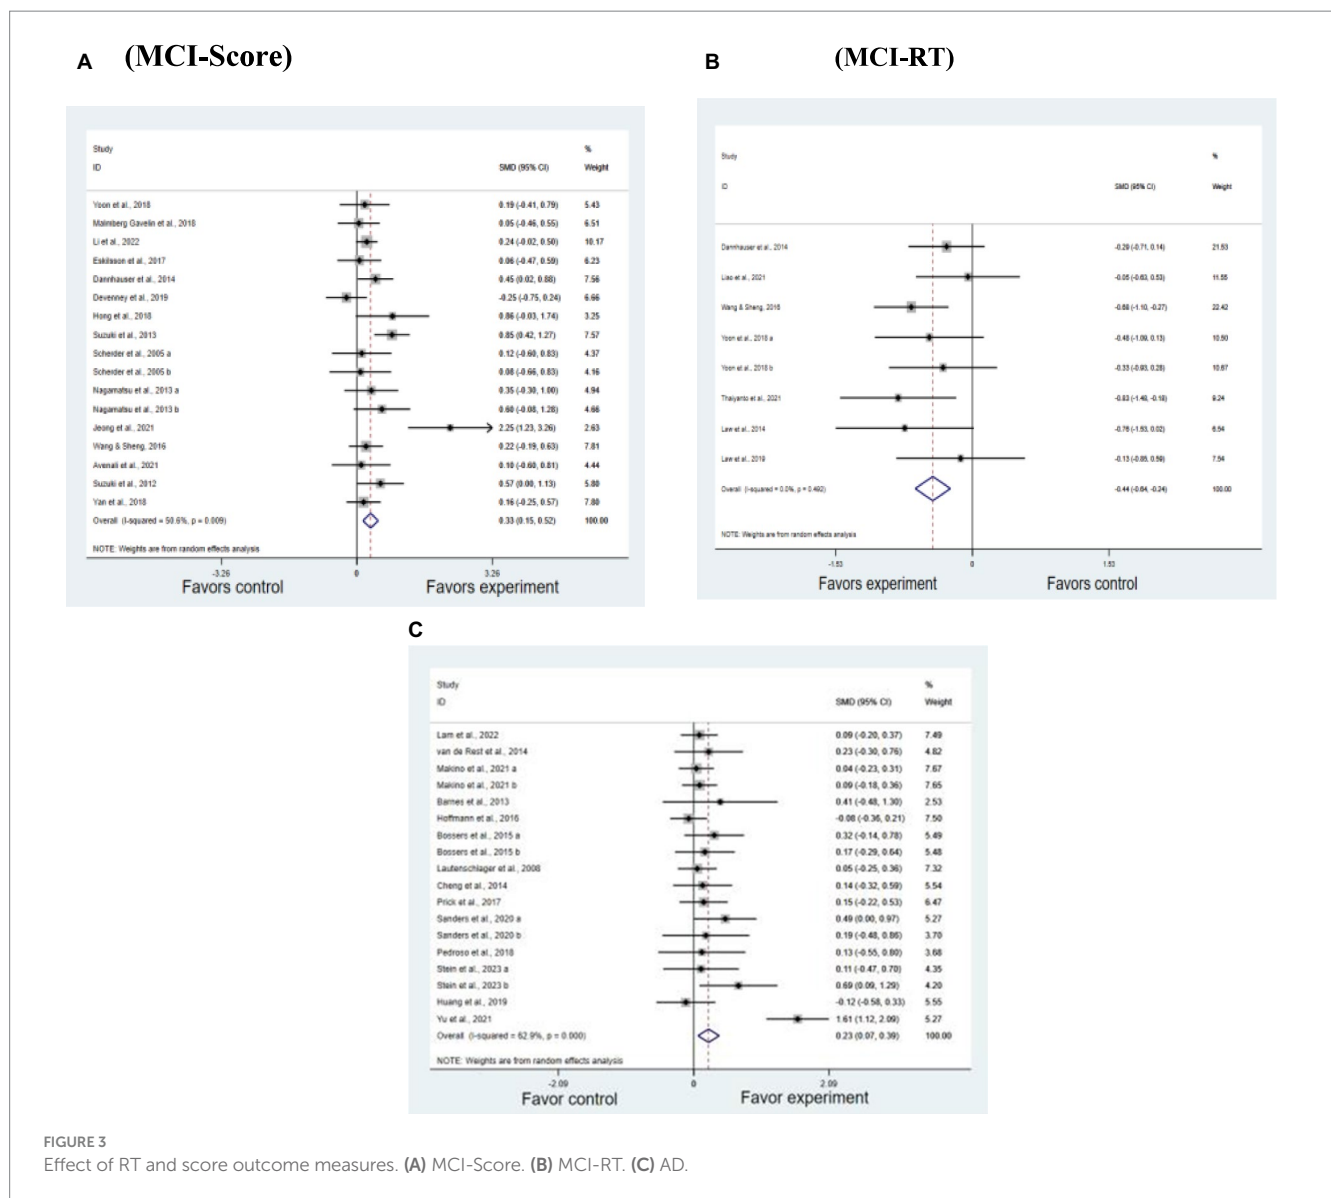 A (MCI-Score)
Study %
ID SMD (95% CI) Weight
Yoon et al., 2018 0.19 (-0.41, 0.79) 5.43
Malmberg Gavelin et al., 2018 0.05 (-0.46, 0.55) 6.51
Li et al., 2022 0.24 (-0.02, 0.50) 10.17
Eskilsson et al., 2017 0.06 (-0.47, 0.59) 6.23
Dannhauser et al., 2014 0.45 (0.02, 0.88) 7.56
Devenney et al., 2019 -0.25 (-0.75, 0.24) 6.66
Hong et al., 2018 0.86 (-0.03, 1.74) 3.25
Suzuki et al., 2013 0.85 (0.42, 1.27) 7.57
Scherder et al., 2005 a 0.12 (-0.60, 0.83) 4.37
Scherder et al., 2005 b 0.08 (-0.66, 0.83) 4.16
Nagamatsu et al., 2013 a 0.35 (-0.30, 1.00) 4.94
Nagamatsu et al., 2013 b 0.60 (-0.08, 1.28) 4.66
Jeong et al., 2021 2.25 (1.23, 3.26) 2.63
Wang & Sheng, 2016 0.22 (-0.19, 0.63) 7.81
Avenali et al., 2021 0.10 (-0.60, 0.81) 4.44
Suzuki et al., 2012 0.57 (0.00, 1.13) 5.80
Yan et al., 2018 0.16 (-0.25, 0.57) 7.80
Overall (I-squared = 50.6%, p = 0.009) 0.33 (0.15, 0.52) 100.00
NOTE: Weights are from random effects analysis
-3.26 0 3.26
Favors control Favors experiment
B (MCI-RT)
Study %
ID SMD (95% CI) Weight
Dannhauser et al., 2014 -0.29 (-0.71, 0.14) 21.53
Liao et al., 2021 -0.05 (-0.63, 0.53) 11.55
Wang & Sheng, 2016 -0.68 (-1.10, -0.27) 22.42
Yoon et al., 2018 a -0.48 (-1.09, 0.13) 10.50
Yoon et al., 2018 b -0.33 (-0.93, 0.28) 10.67
Thaiyanto et al., 2021 -0.83 (-1.48, -0.18) 9.24
Law et al., 2014 -0.76 (-1.53, 0.02) 6.54
Law et al., 2019 -0.13 (-0.85, 0.59) 7.54
Overall (I-squared = 0.0%, p = 0.492) -0.44 (-0.64, -0.24) 100.00
NOTE: Weights are from random effects analysis
-1.53 0 1.53
Favors experiment Favors control
C
Study %
ID SMD (95% CI) Weight
Lam et al., 2022 0.09 (-0.20, 0.37) 7.49
van de Rest et al., 2014 0.23 (-0.30, 0.76) 4.82
Makino et al., 2021 a 0.04 (-0.23, 0.31) 7.67
Makino et al., 2021 b 0.09 (-0.18, 0.36) 7.65
Barnes et al., 2013 0.41 (-0.48, 1.30) 2.53
Hoffmann et al., 2016 -0.08 (-0.36, 0.21) 7.50
Bossers et al., 2015 a 0.32 (-0.14, 0.78) 5.49
Bossers et al., 2015 b 0.17 (-0.29, 0.64) 5.48
Lautenschlager et al., 2008 0.05 (-0.25, 0.36) 7.32
Cheng et al., 2014 0.14 (-0.32, 0.59) 5.54
Prick et al., 2017 0.15 (-0.22, 0.53) 6.47
Sanders et al., 2020 a 0.49 (0.00, 0.97) 5.27
Sanders et al., 2020 b 0.19 (-0.48, 0.86) 3.70
Pedroso et al., 2018 0.13 (-0.55, 0.80) 3.68
Stein et al., 2023 a 0.11 (-0.47, 0.70) 4.35
Stein et al., 2023 b 0.69 (0.09, 1.29) 4.20
Huang et al., 2019 -0.12 (-0.58, 0.33) 5.55
Yu et al., 2021 1.61 (1.12, 2.09) 5.27
Overall (I-squared = 62.9%, p = 0.000) 0.23 (0.07, 0.39) 100.00
NOTE: Weights are from random effects analysis
-2.09 0 2.09
Favor control Favor experiment
FIGURE 3
Effect of RT and score outcome measures. (A) MCI-Score. (B) MCI-RT. (C) AD.